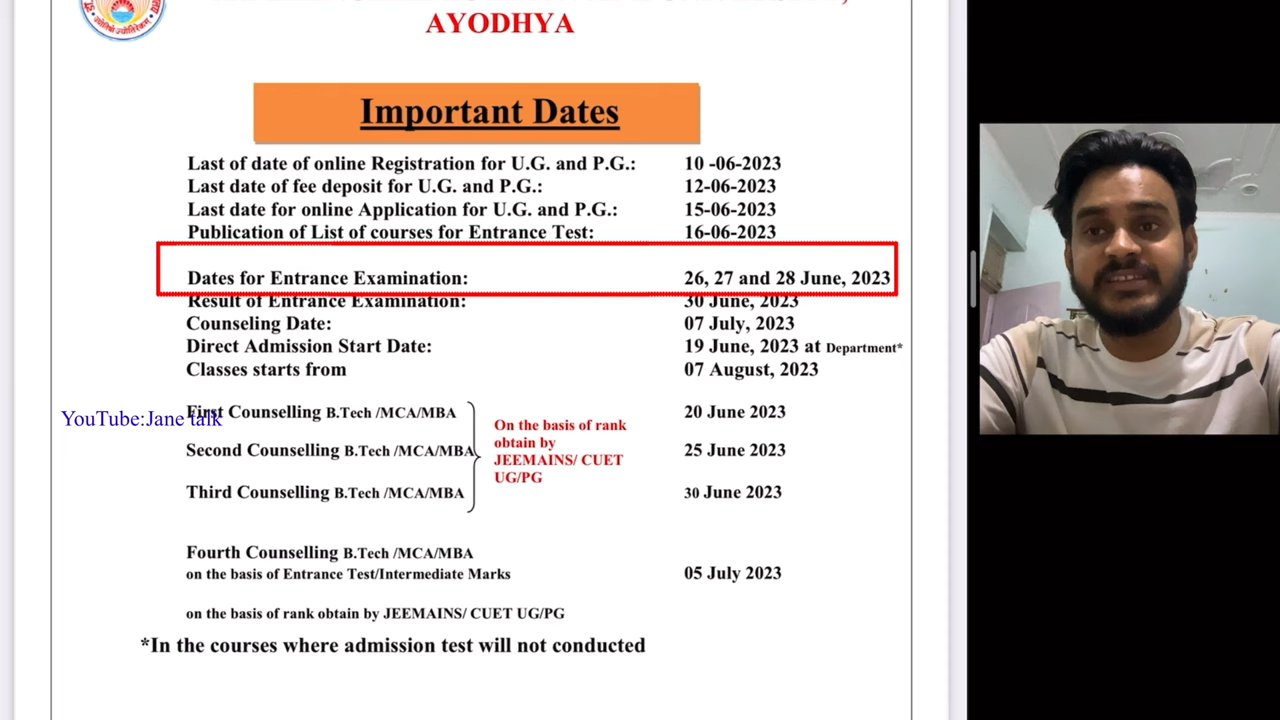 AYODHYA
Important Dates
Last of date of online Registration for U.G. and P.G.: 10 -06-2023
Last date of fee deposit for U.G. and P.G.: 12-06-2023
Last date for online Application for U.G. and P.G.: 15-06-2023
Publication of List of courses for Entrance Test: 16-06-2023
Dates for Entrance Examination: 26, 27 and 28 June, 2023
Result of Entrance Examination: 30 June, 2023
Counseling Date: 07 July, 2023
Direct Admission Start Date: 19 June, 2023 at Department*
Classes starts from 07 August, 2023
YouTube:Jane talk
First Counselling B.Tech /MCA/MBA 20 June 2023
Second Counselling B.Tech /MCA/MBA 25 June 2023
Third Counselling B.Tech /MCA/MBA 30 June 2023
On the basis of rank
obtain by
JEEMAINS/ CUET
UG/PG
Fourth Counselling B.Tech /MCA/MBA
on the basis of Entrance Test/Intermediate Marks 05 July 2023
on the basis of rank obtain by JEEMAINS/ CUET UG/PG
*In the courses where admission test will not conducted